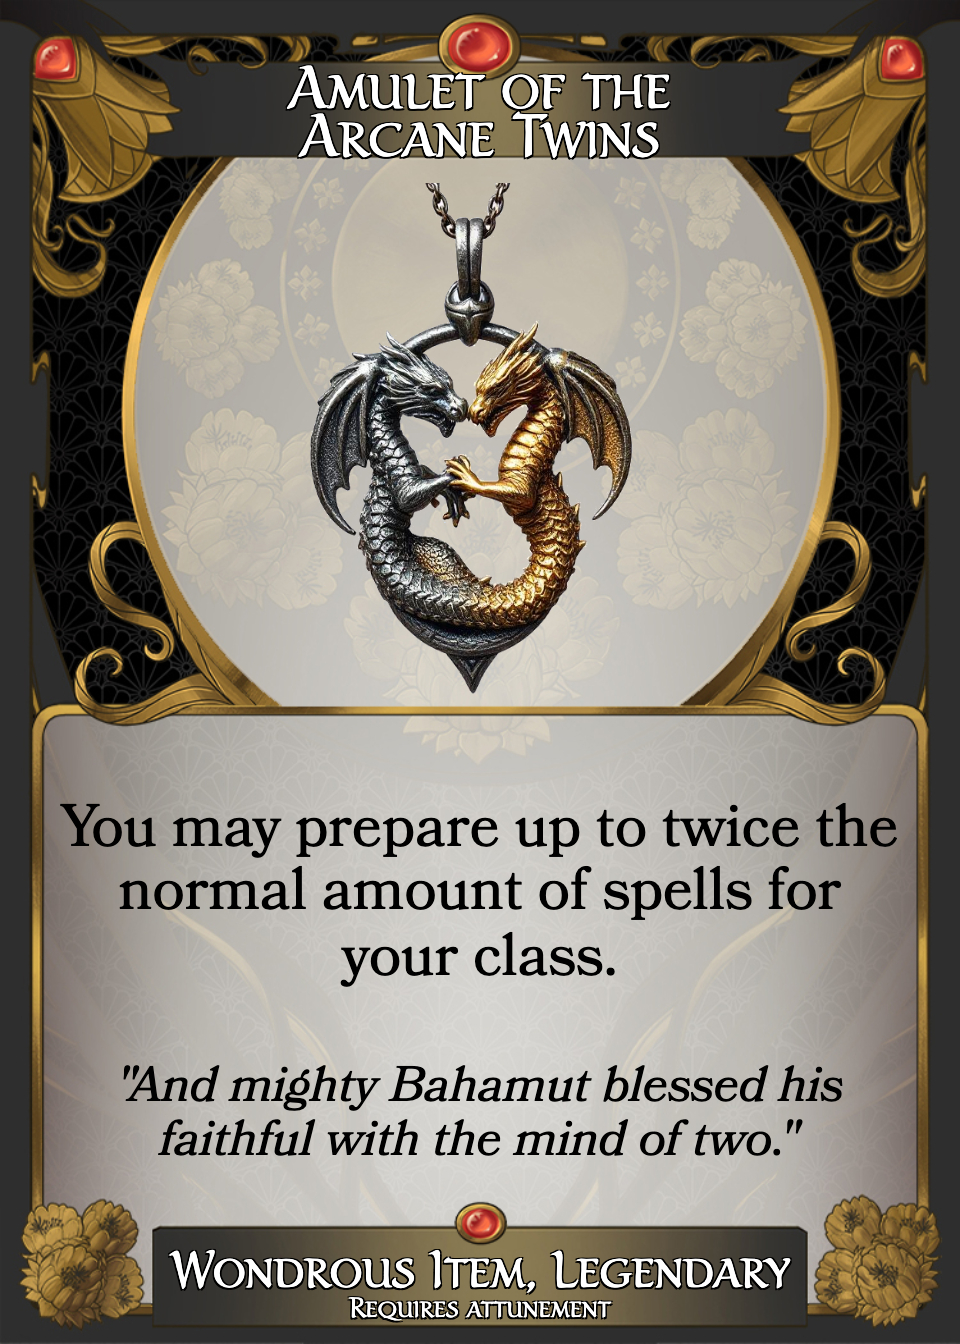 Amulet of the
Arcane Twins
You may prepare up to twice the
normal amount of spells for
your class.
"And mighty Bahamut blessed his
faithful with the mind of two."
Wondrous Item, Legendary
Requires attunement